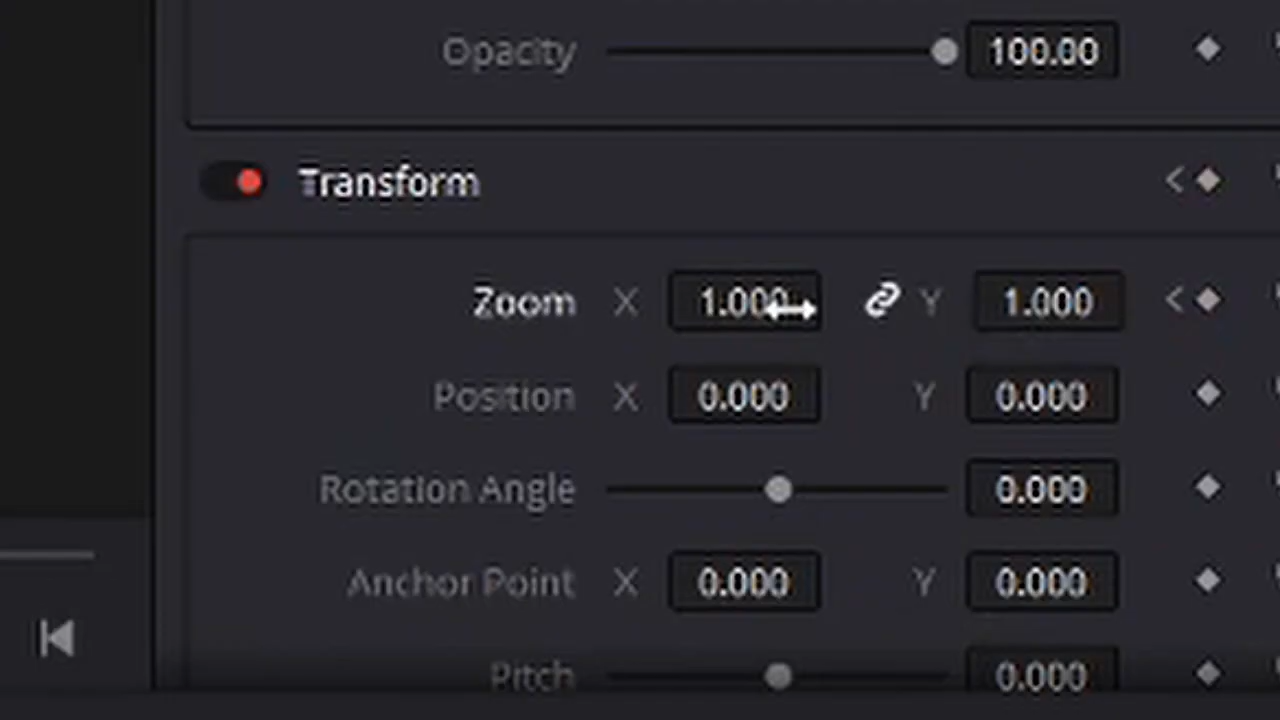 Opacity 100.00
Transform
Zoom X 1.000 Y 1.000
Position X 0.000 Y 0.000
Rotation Angle 0.000
Anchor Point X 0.000 Y 0.000
Pitch 0.000